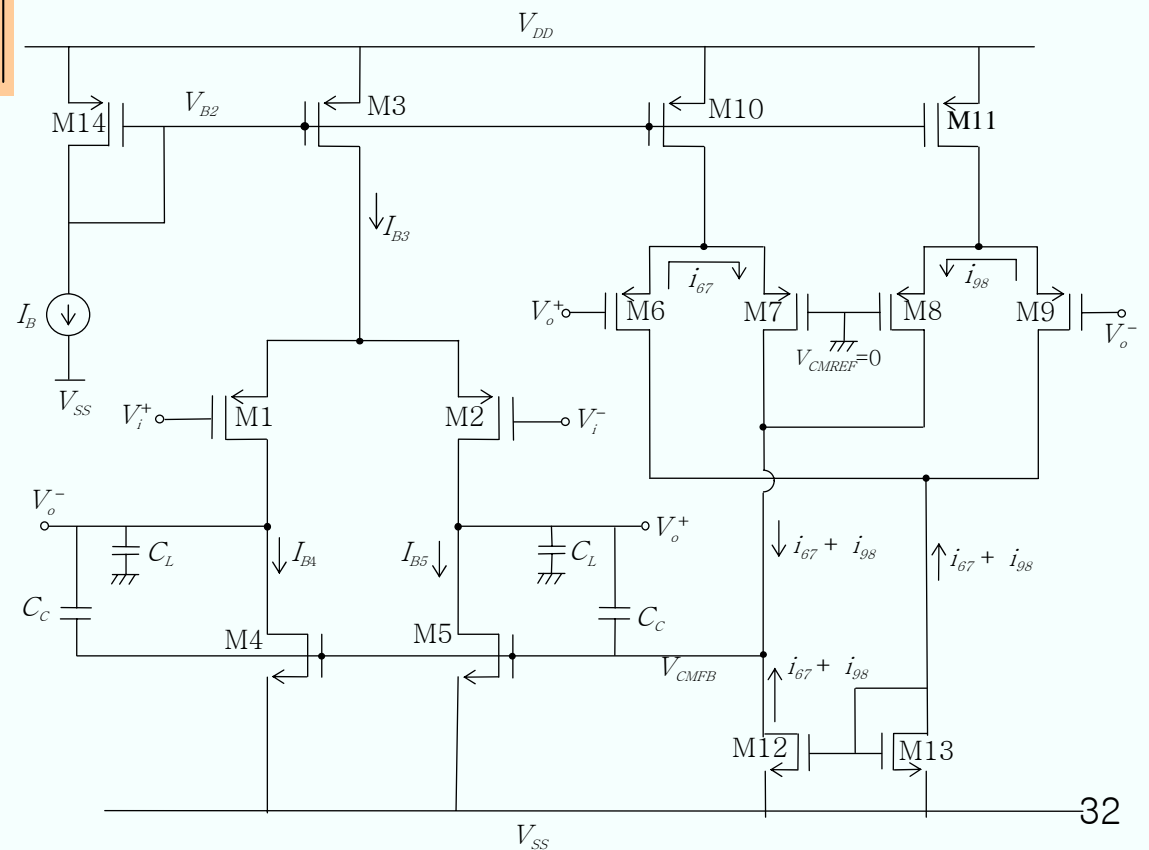 V_DD
M14
V_B2
M3
M10
M11
I_B3
I_B
V_SS
V_o^+
M6
i_67
M7
M8
i_98
M9
V_o^-
V_CMREF=0
V_i^+
M1
M2
V_i^-
V_o^-
V_o^+
C_L
I_B4
I_B5
C_L
i_67 + i_98
i_67 + i_98
C_C
M4
M5
C_C
V_CMFB
i_67 + i_98
M12
M13
V_SS
32